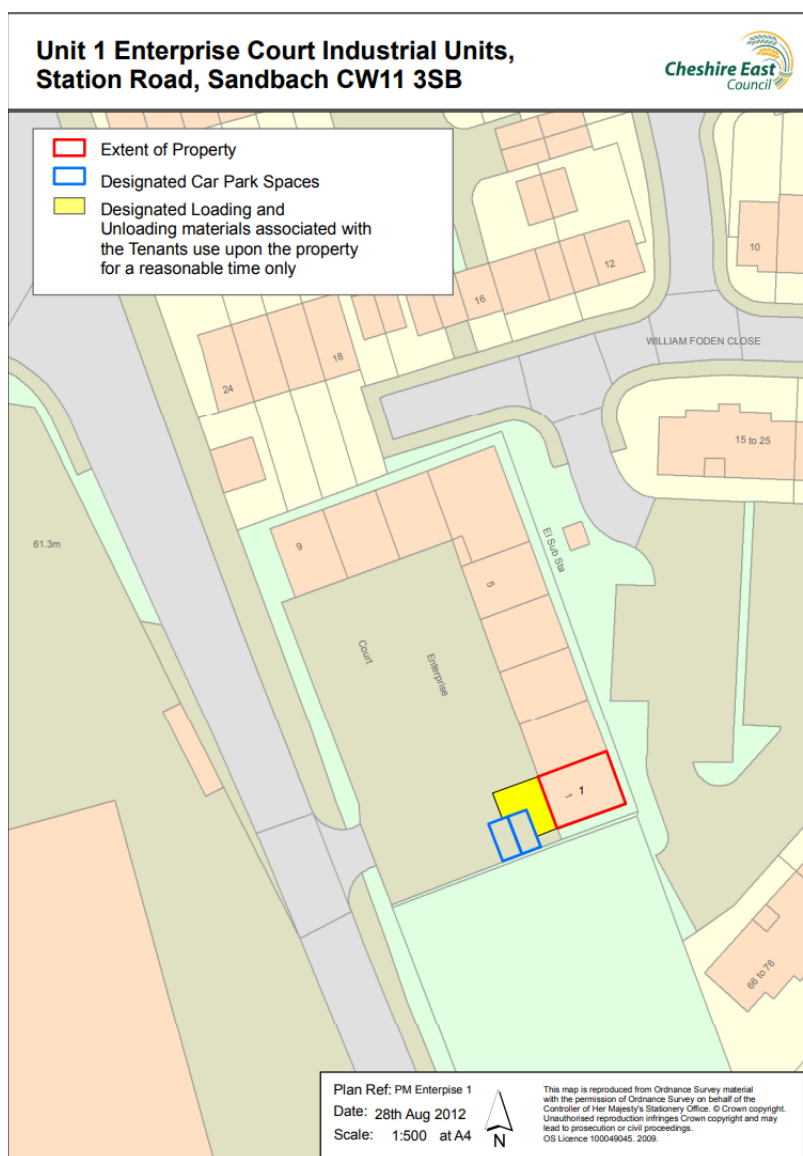 Unit 1 Enterprise Court Industrial Units,
Station Road, Sandbach CW11 3SB
Cheshire East
Council
Extent of Property
Designated Car Park Spaces
Designated Loading and
Unloading materials associated with
the Tenants use upon the property
for a reasonable time only
10
12
16
18
24
WILLIAM FODEN CLOSE
15 to 25
61.3m
9
El Sub Sta
5
Court
Enterprise
1
1
66 to 76
Plan Ref: PM Enterpise 1
Date: 28th Aug 2012
Scale: 1:500 at A4
N
This map is reproduced from Ordnance Survey material
with the permission of Ordnance Survey on behalf of the
Controller of Her Majesty's Stationery Office. © Crown copyright.
Unauthorised reproduction infringes Crown copyright and may
lead to prosecution or civil proceedings.
OS Licence 100049045. 2009.